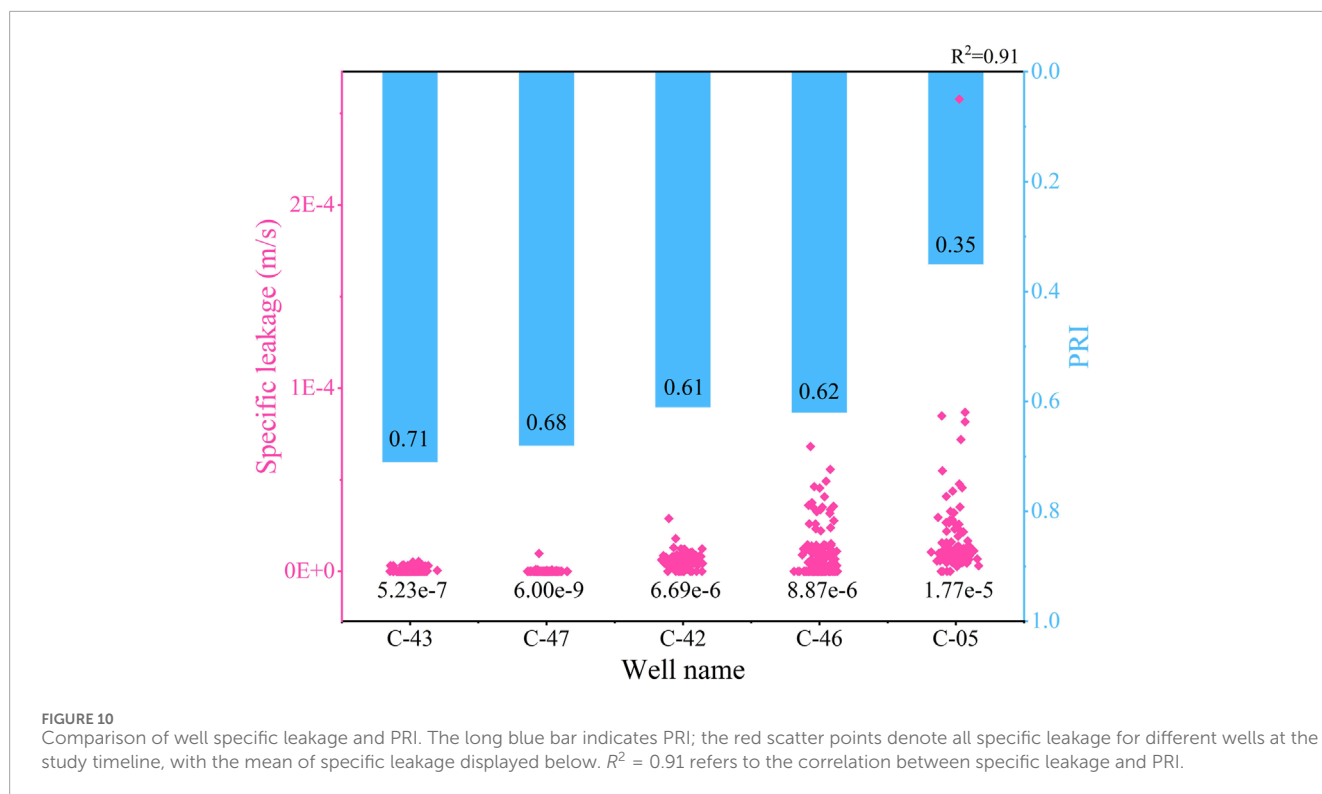 R²=0.91
Specific leakage (m/s)
2E-4
1E-4
0E+0
0.0
0.2
0.4
0.6
0.8
1.0
PRI
0.71
0.68
0.61
0.62
0.35
5.23e-7
6.00e-9
6.69e-6
8.87e-6
1.77e-5
C-43
C-47
C-42
C-46
C-05
Well name
FIGURE 10
Comparison of well specific leakage and PRI. The long blue bar indicates PRI; the red scatter points denote all specific leakage for different wells at the
study timeline, with the mean of specific leakage displayed below. R² = 0.91 refers to the correlation between specific leakage and PRI.